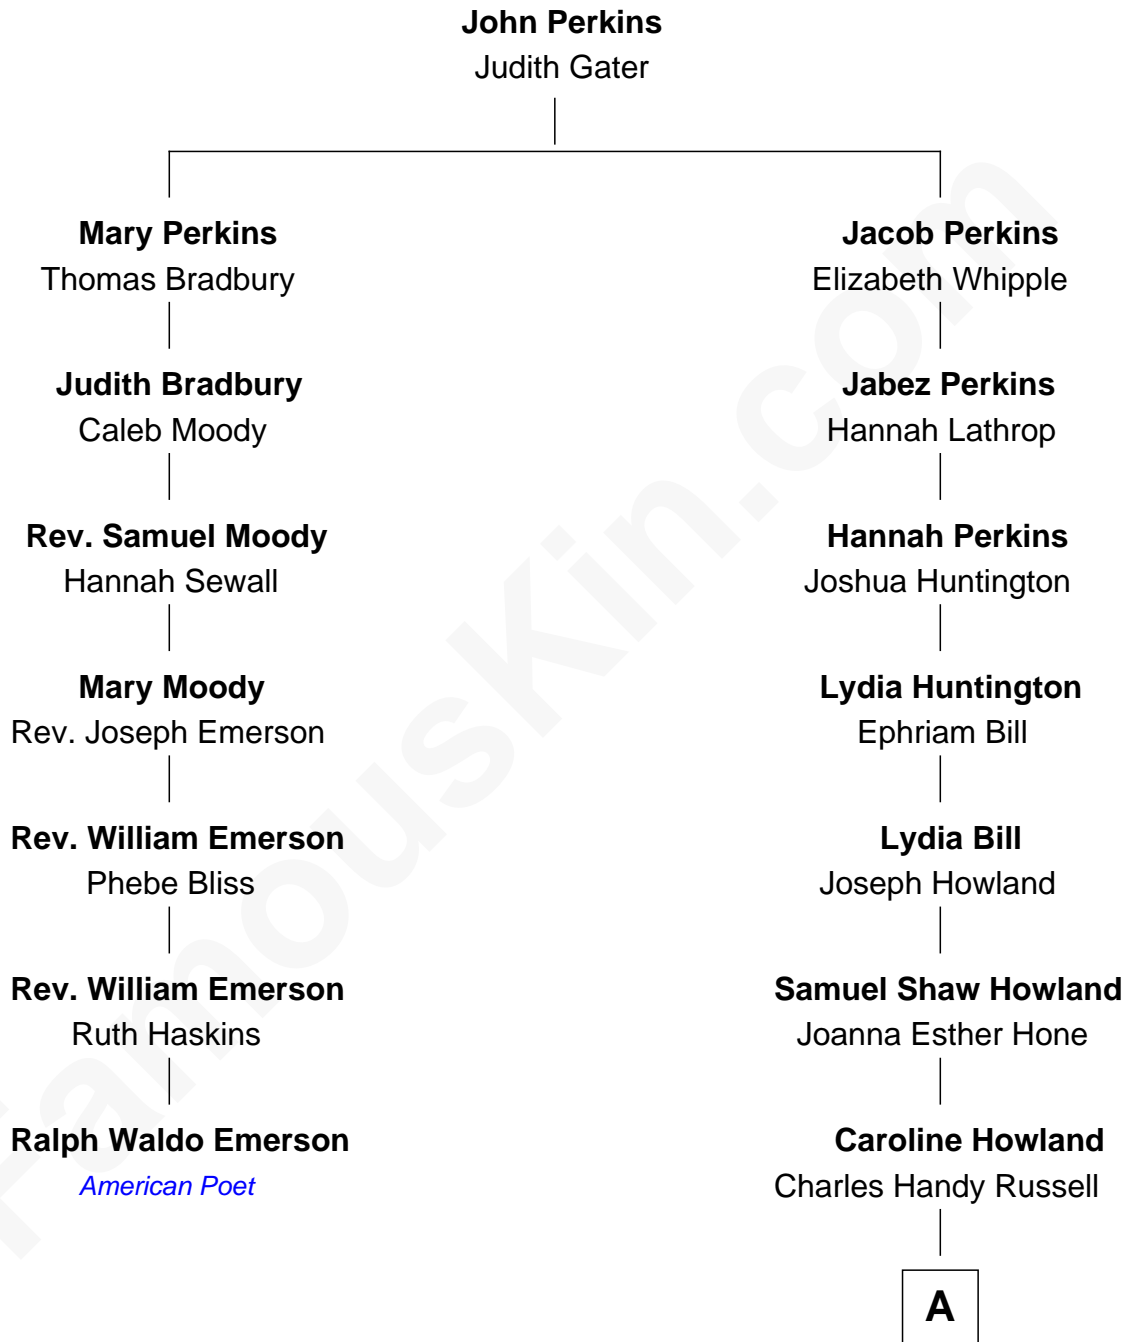 John Perkins
Judith Gater
Mary Perkins
Thomas Bradbury
Jacob Perkins
Elizabeth Whipple
Judith Bradbury
Caleb Moody
Jabez Perkins
Hannah Lathrop
Rev. Samuel Moody
Hannah Sewall
Hannah Perkins
Joshua Huntington
Mary Moody
Rev. Joseph Emerson
Lydia Huntington
Ephriam Bill
Rev. William Emerson
Phebe Bliss
Lydia Bill
Joseph Howland
Rev. William Emerson
Ruth Haskins
Samuel Shaw Howland
Joanna Esther Hone
Ralph Waldo Emerson
American Poet
Caroline Howland
Charles Handy Russell
A
FamousKin.com